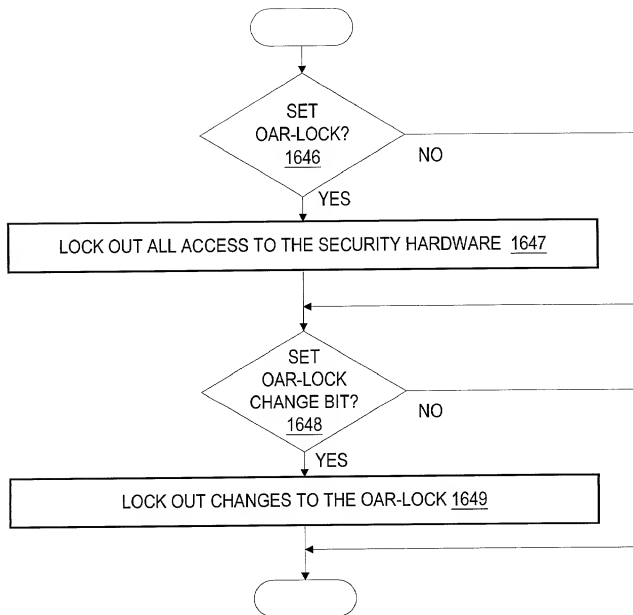 SET
OAR-LOCK?
1646
NO
YES
LOCK OUT ALL ACCESS TO THE SECURITY HARDWARE 1647
SET
OAR-LOCK
CHANGE BIT?
1648
NO
YES
LOCK OUT CHANGES TO THE OAR-LOCK 1649